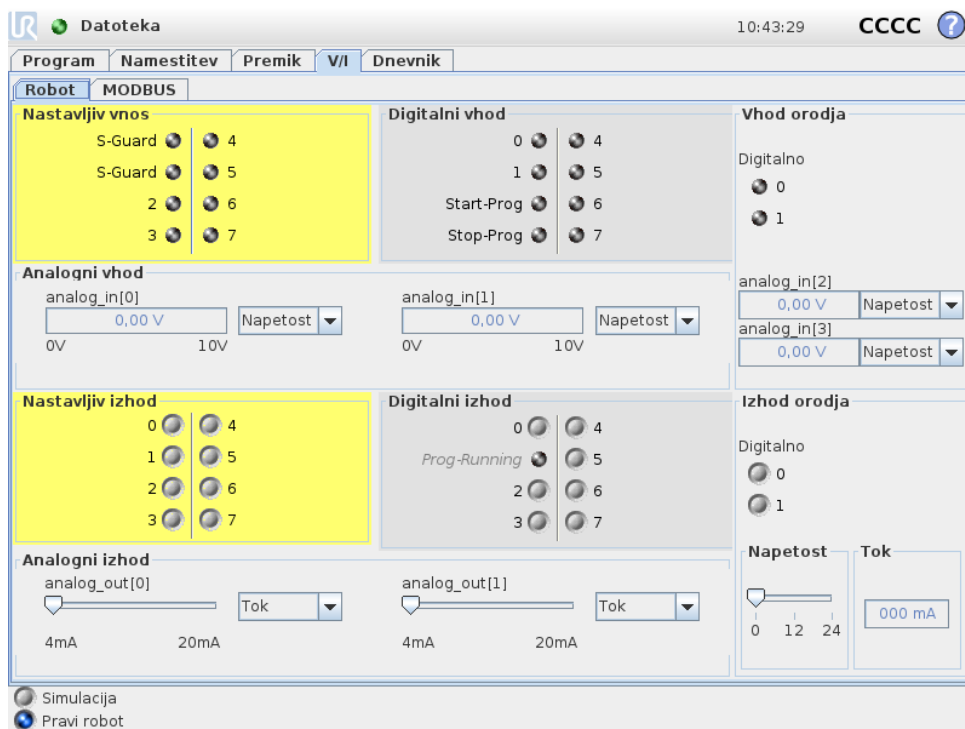 UR Datoteka 10:43:29 CCCC ?
Program Namestitev Premik V/I Dnevnik
Robot MODBUS
Nastavljiv vnos
S-Guard 4
S-Guard 5
2 6
3 7
Digitalni vhod
0 4
1 5
Start-Prog 6
Stop-Prog 7
Vhod orodja
Digitalno
0
1
analog_in[2]
0,00 V Napetost
analog_in[3]
0,00 V Napetost
Analogni vhod
analog_in[0]
0,00 V Napetost
0V 10V
analog_in[1]
0,00 V Napetost
0V 10V
Nastavljiv izhod
0 4
1 5
2 6
3 7
Digitalni izhod
0 4
Prog-Running 5
2 6
3 7
Izhod orodja
Digitalno
0
1
Napetost
0 12 24
Tok
000 mA
Analogni izhod
analog_out[0]
Tok
4mA 20mA
analog_out[1]
Tok
4mA 20mA
Simulacija
Pravi robot